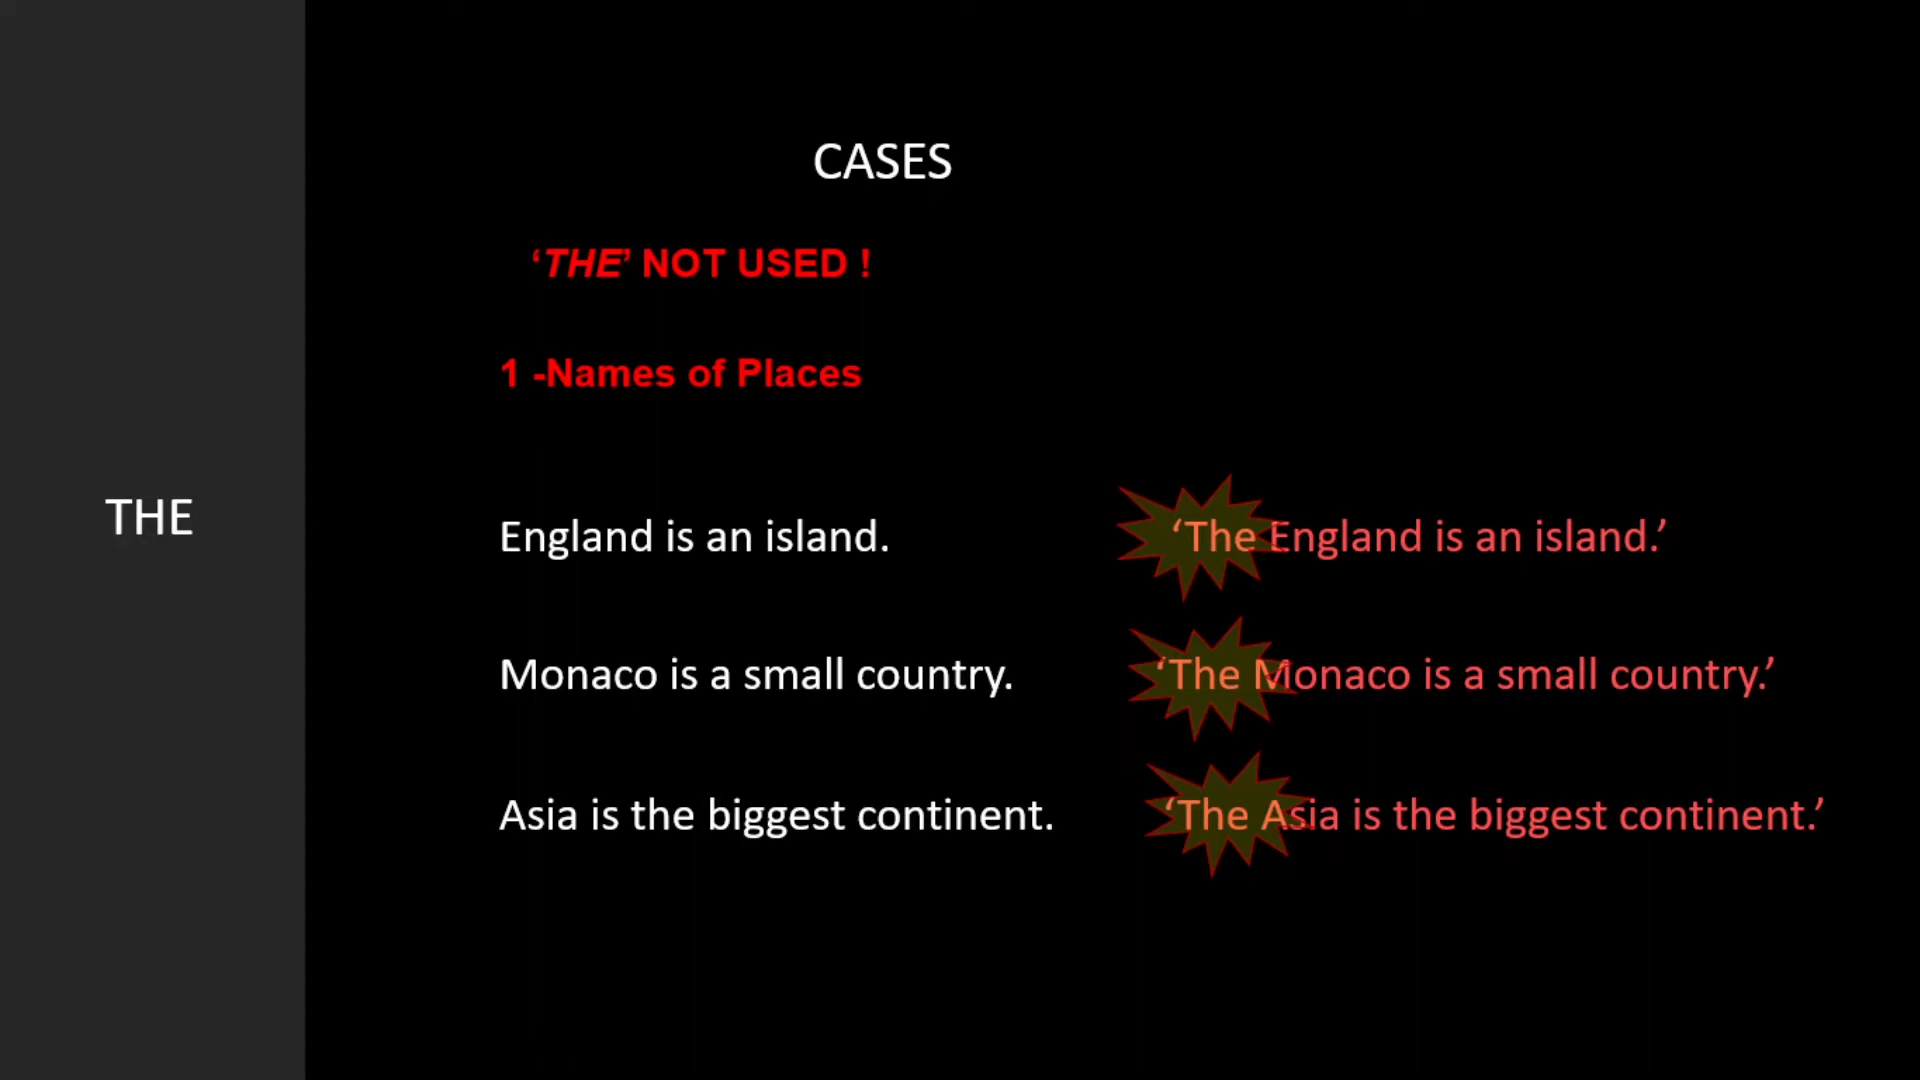 CASES
‘THE’ NOT USED !
1 -Names of Places
THE
England is an island. ‘The England is an island.’
Monaco is a small country. ‘The Monaco is a small country.’
Asia is the biggest continent. ‘The Asia is the biggest continent.’